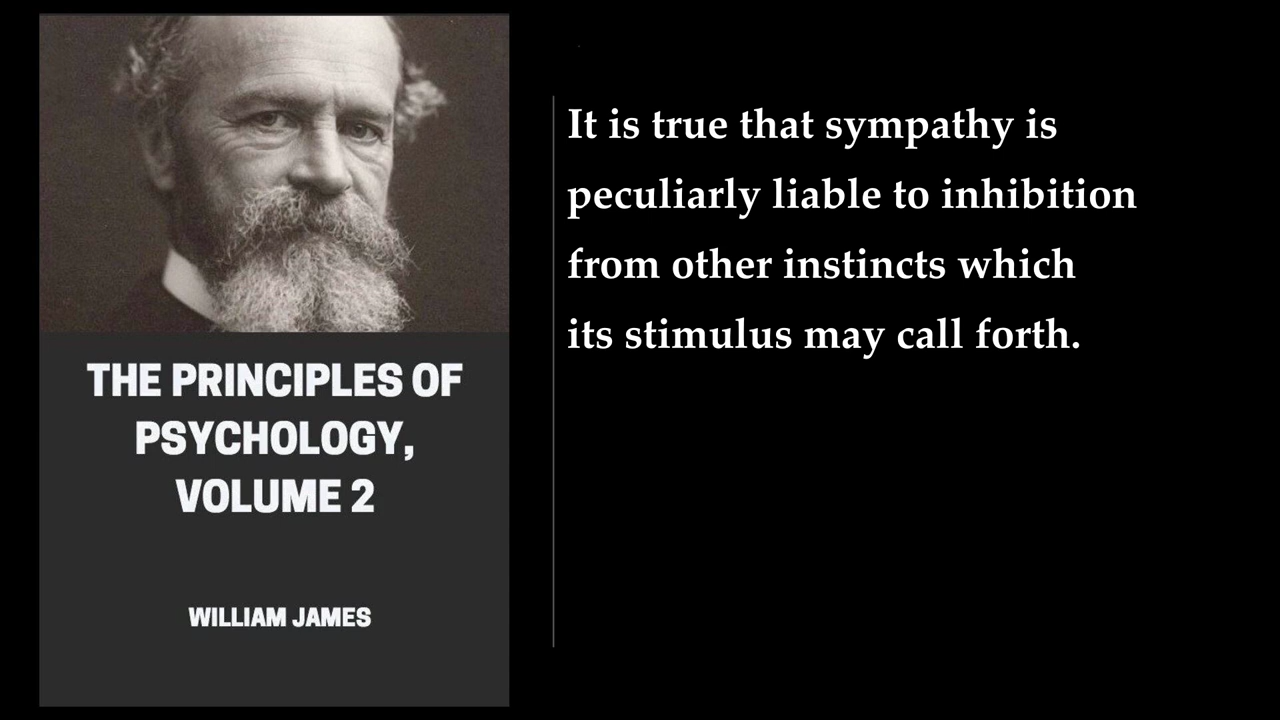 THE PRINCIPLES OF
PSYCHOLOGY,
VOLUME 2
WILLIAM JAMES
It is true that sympathy is
peculiarly liable to inhibition
from other instincts which
its stimulus may call forth.